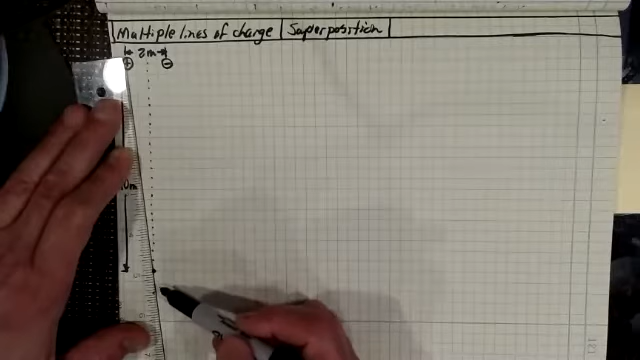 Multiple lines of charge Superposition
2m
+ -